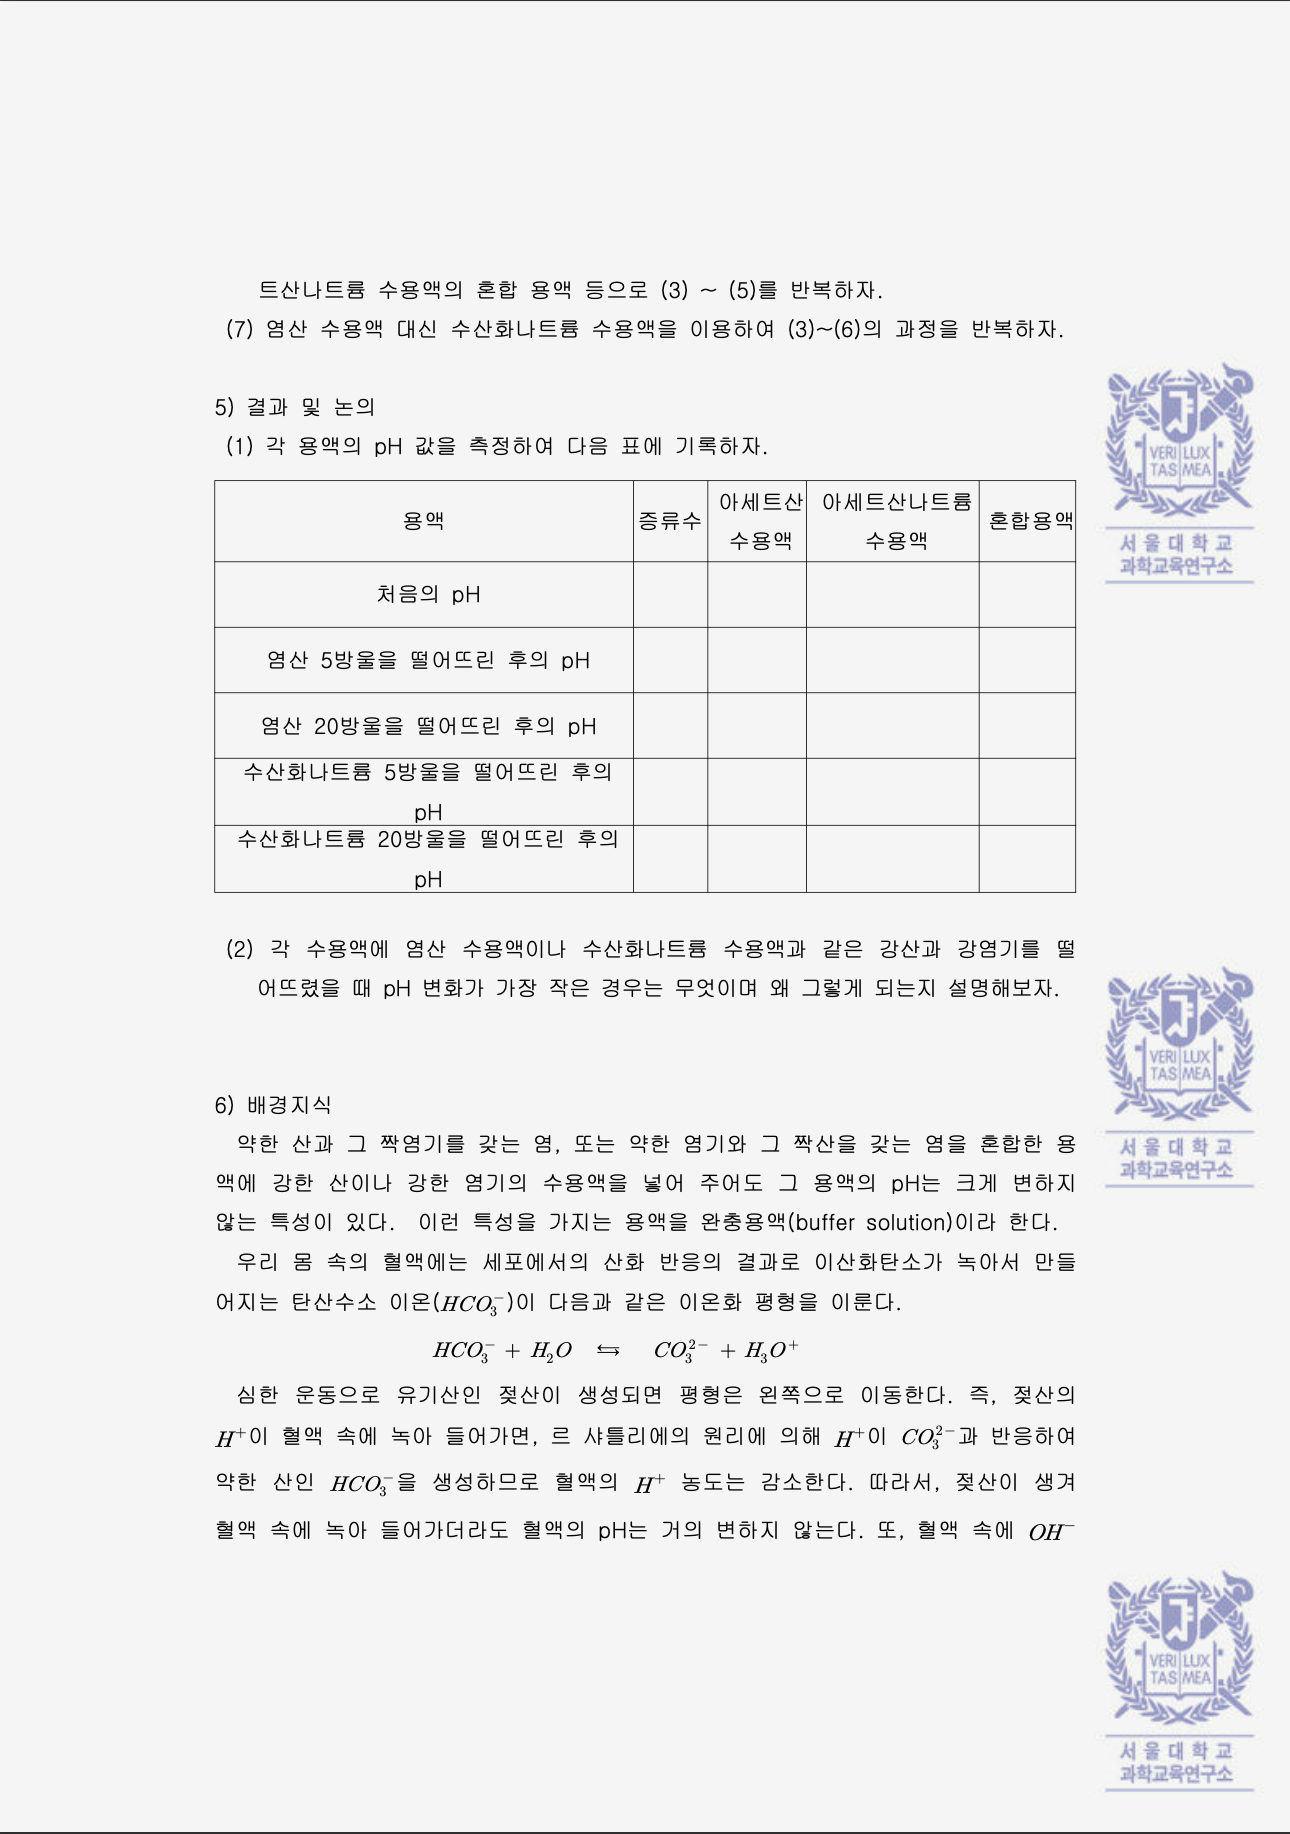 트산나트륨 수용액의 혼합 용액 등으로 (3) ~ (5)를 반복하자.
(7) 염산 수용액 대신 수산화나트륨 수용액을 이용하여 (3)~(6)의 과정을 반복하자.
5) 결과 및 논의
(1) 각 용액의 pH 값을 측정하여 다음 표에 기록하자.
용액 증류수 아세트산 수용액 아세트산나트륨 수용액 혼합용액
처음의 pH
염산 5방울을 떨어뜨린 후의 pH
염산 20방울을 떨어뜨린 후의 pH
수산화나트륨 5방울을 떨어뜨린 후의
pH
수산화나트륨 20방울을 떨어뜨린 후의
pH
(2) 각 수용액에 염산 수용액이나 수산화나트륨 수용액과 같은 강산과 강염기를 떨
어뜨렸을 때 pH 변화가 가장 작은 경우는 무엇이며 왜 그렇게 되는지 설명해보자.
6) 배경지식
약한 산과 그 짝염기를 갖는 염, 또는 약한 염기와 그 짝산을 갖는 염을 혼합한 용
액에 강한 산이나 강한 염기의 수용액을 넣어 주어도 그 용액의 pH는 크게 변하지
않는 특성이 있다. 이런 특성을 가지는 용액을 완충용액(buffer solution)이라 한다.
우리 몸 속의 혈액에는 세포에서의 산화 반응의 결과로 이산화탄소가 녹아서 만들
어지는 탄산수소 이온(HCO₃⁻)이 다음과 같은 이온화 평형을 이룬다.
HCO₃⁻ + H₂O ⇆ CO₃²⁻ + H₃O⁺
심한 운동으로 유기산인 젖산이 생성되면 평형은 왼쪽으로 이동한다. 즉, 젖산의
H⁺이 혈액 속에 녹아 들어가면, 르 샤틀리에의 원리에 의해 H⁺이 CO₃²⁻과 반응하여
약한 산인 HCO₃⁻을 생성하므로 혈액의 H⁺ 농도는 감소한다. 따라서, 젖산이 생겨
혈액 속에 녹아 들어가더라도 혈액의 pH는 거의 변하지 않는다. 또, 혈액 속에 OH⁻
VERI LUX
TAS MEA
서울대학교
과학교육연구소
VERI LUX
TAS MEA
서울대학교
과학교육연구소
VERI LUX
TAS MEA
서울대학교
과학교육연구소